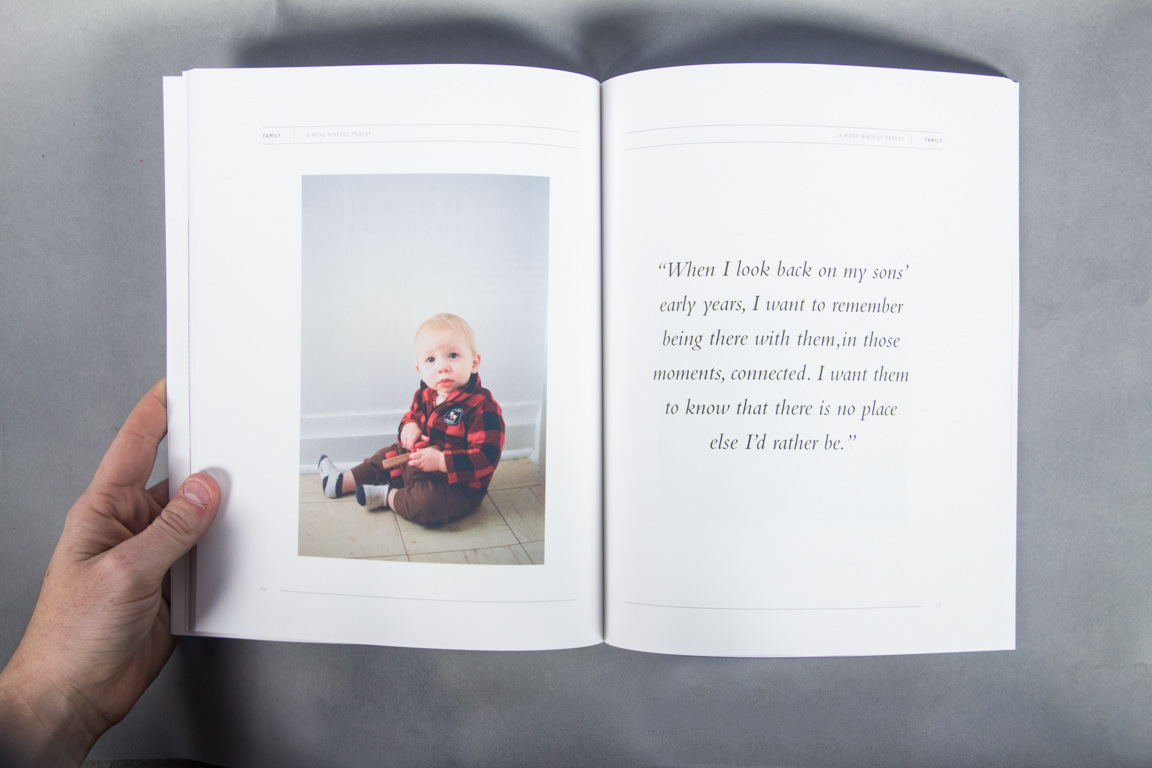 FAMILY | A MORE MINDFUL PARENT
A MORE MINDFUL PARENT | FAMILY
“When I look back on my sons’
early years, I want to remember
being there with them,in those
moments, connected. I want them
to know that there is no place
else I’d rather be.”